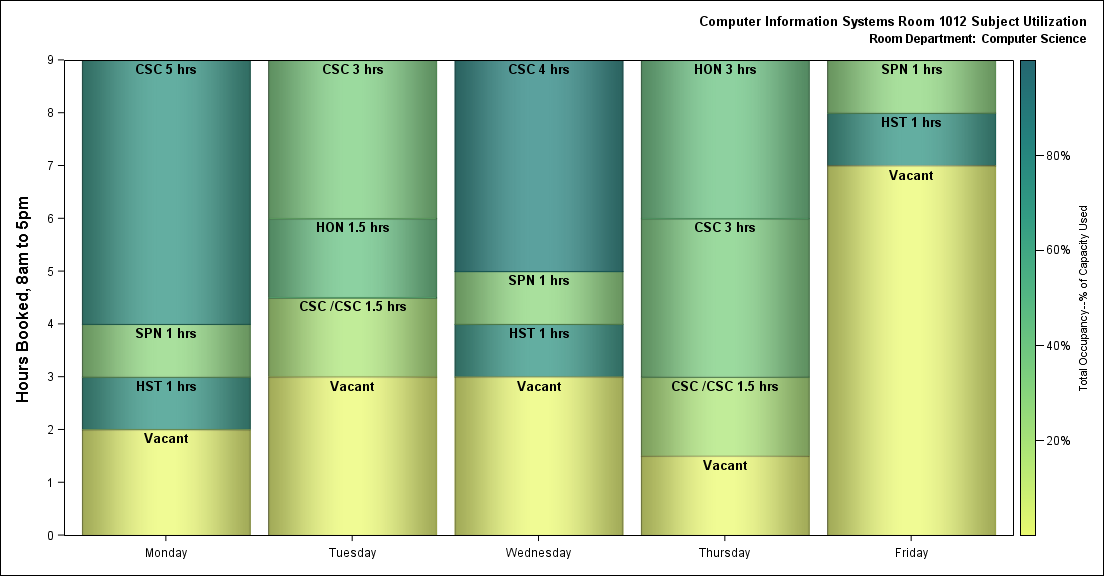 Computer Information Systems Room 1012 Subject Utilization
Room Department:  Computer Science
Hours Booked, 8am to 5pm
9
8
7
6
5
4
3
2
1
0
CSC 5 hrs
SPN 1 hrs
HST 1 hrs
Vacant
CSC 3 hrs
HON 1.5 hrs
CSC /CSC 1.5 hrs
Vacant
CSC 4 hrs
SPN 1 hrs
HST 1 hrs
Vacant
HON 3 hrs
CSC 3 hrs
CSC /CSC 1.5 hrs
Vacant
SPN 1 hrs
HST 1 hrs
Vacant
Monday
Tuesday
Wednesday
Thursday
Friday
80%
60%
40%
20%
Total Occupancy--% of Capacity Used